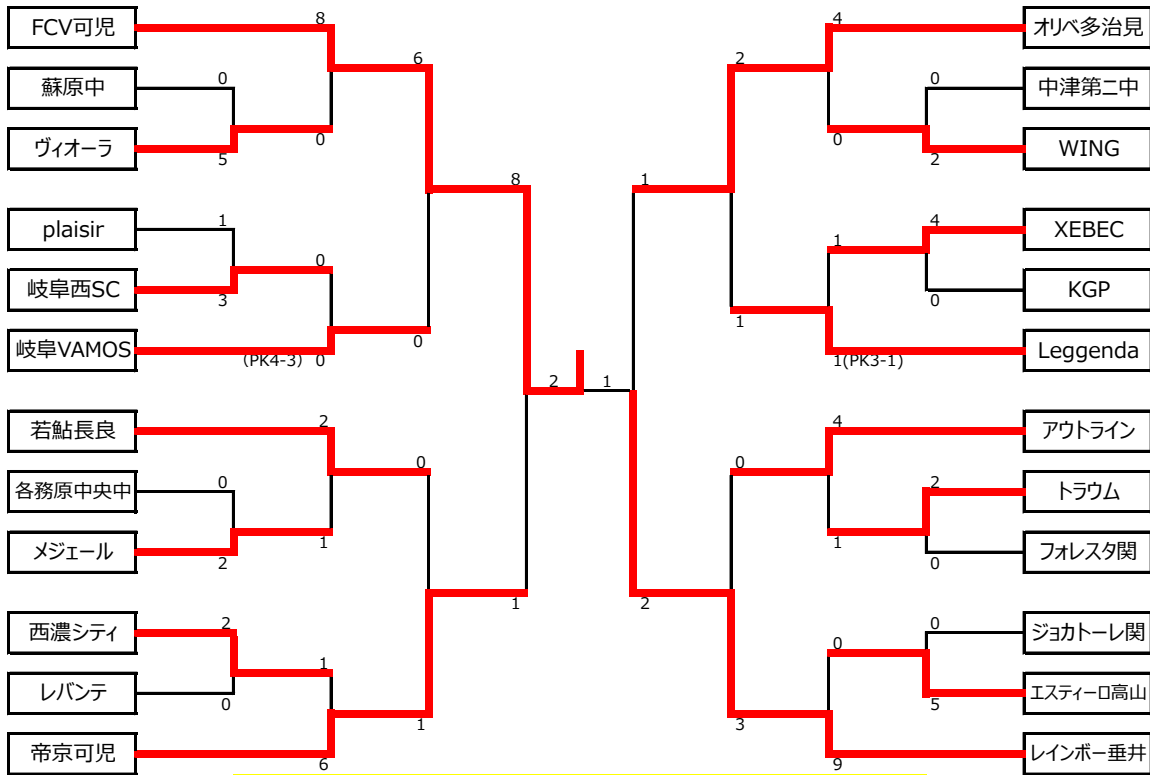 FCV可児
8
6
4
2
オリベ多治見
蘇原中
0
0
中津第二中
ヴィオーラ
5
0
0
2
WING
8
1
plaisir
1
0
1
4
XEBEC
岐阜西SC
3
0
KGP
岐阜VAMOS
(PK4-3)
0
0
1
1(PK3-1)
Leggenda
2
1
若鮎長良
2
0
0
4
アウトライン
各務原中央中
0
2
トラウム
メジェール
2
1
1
0
フォレスタ関
1
2
西濃シティ
2
1
0
0
ジョカトーレ関
レバンテ
0
5
エスティーロ高山
帝京可児
6
1
3
9
レインボー垂井